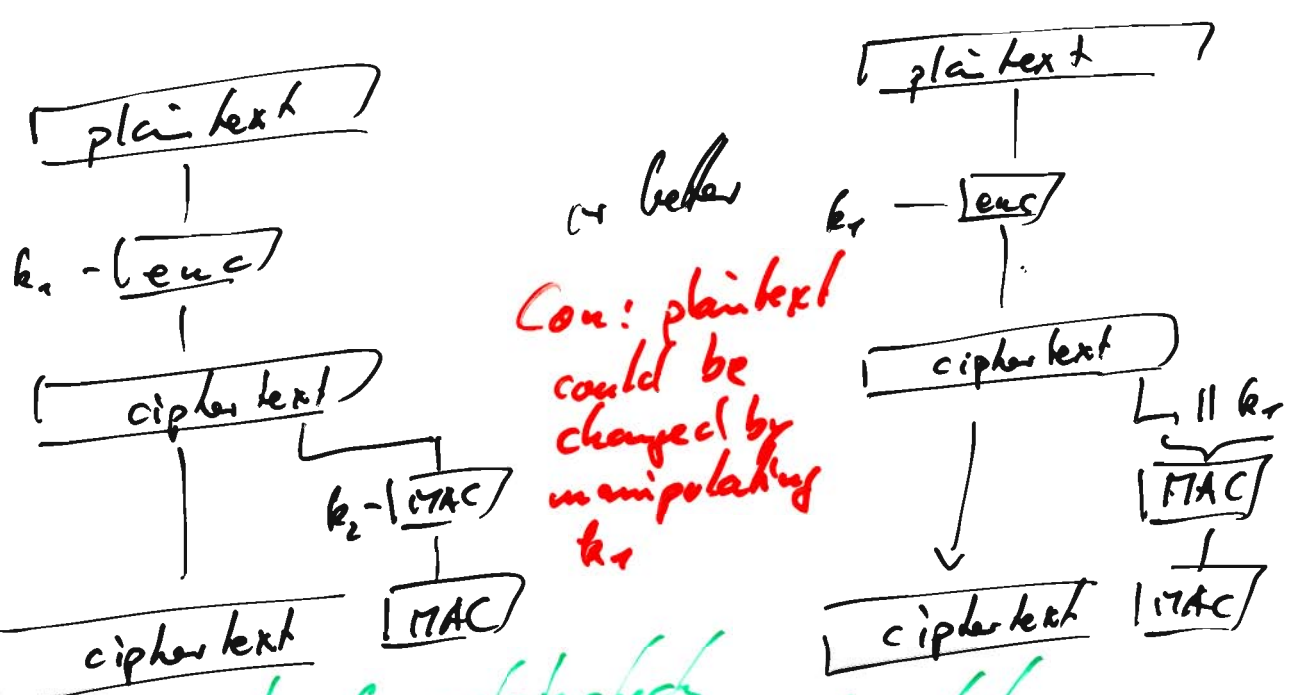 plaintext
k₁ - enc
ciphertext
k₂ - MAC
ciphertext MAC
or better
Con: plaintext
could be
changed by
manipulating
k₁
plaintext
k₁ enc
ciphertext
|| k₁
MAC
ciphertext MAC